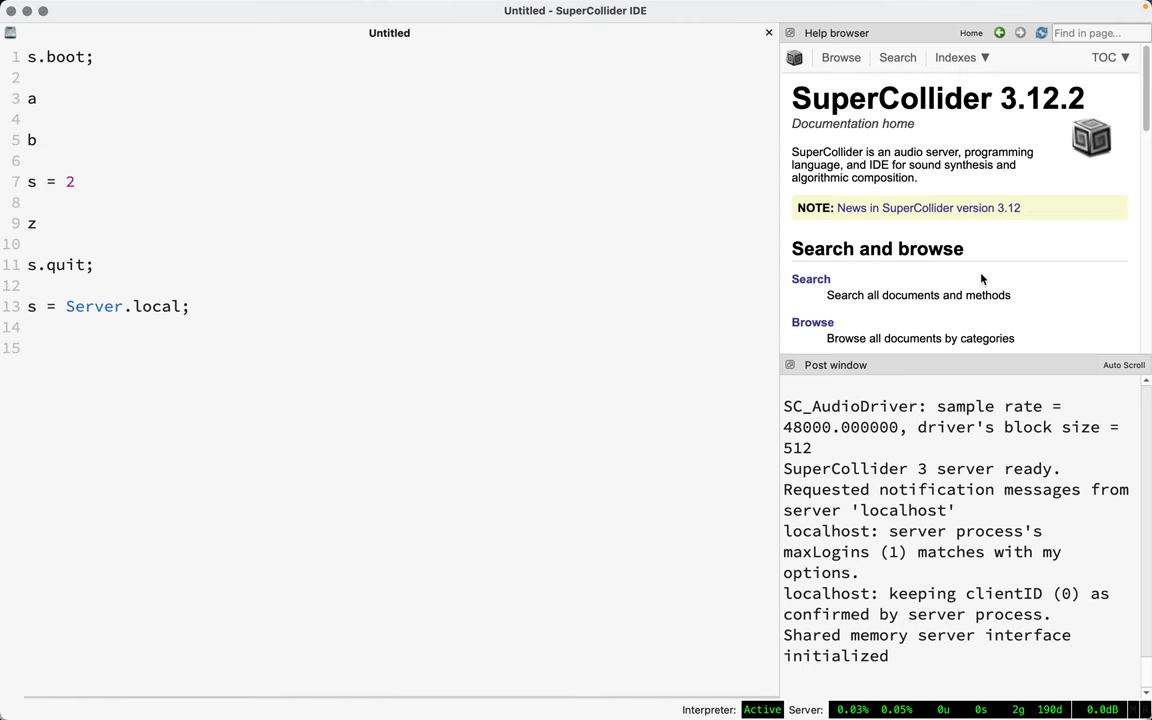 Untitled - SuperCollider IDE
Untitled ×
Help browser Home Find in page...
1 s.boot;
2
3 a
4
5 b
6
7 s = 2
8
9 z
10
11 s.quit;
12
13 s = Server.local;
14
15
Browse Search Indexes ▼ TOC ▼
SuperCollider 3.12.2
Documentation home
SuperCollider is an audio server, programming
language, and IDE for sound synthesis and
algorithmic composition.
NOTE: News in SuperCollider version 3.12
Search and browse
Search
Search all documents and methods
Browse
Browse all documents by categories
Post window Auto Scroll
SC_AudioDriver: sample rate =
48000.000000, driver's block size =
512
SuperCollider 3 server ready.
Requested notification messages from
server 'localhost'
localhost: server process's
maxLogins (1) matches with my
options.
localhost: keeping clientID (0) as
confirmed by server process.
Shared memory server interface
initialized
Interpreter: Active Server: 0.03% 0.05% 0u 0s 2g 190d 0.0dB M R